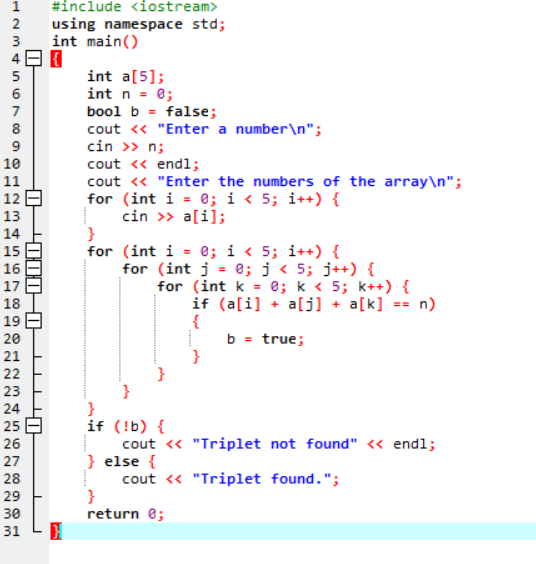 1 #include <iostream>
2 using namespace std;
3 int main()
4 {
5 int a[5];
6 int n = 0;
7 bool b = false;
8 cout << "Enter a number\n";
9 cin >> n;
10 cout << endl;
11 cout << "Enter the numbers of the array\n";
12 for (int i = 0; i < 5; i++) {
13 cin >> a[i];
14 }
15 for (int i = 0; i < 5; i++) {
16 for (int j = 0; j < 5; j++) {
17 for (int k = 0; k < 5; k++) {
18 if (a[i] + a[j] + a[k] == n)
19 {
20 b = true;
21 }
22 }
23 }
24 }
25 if (!b) {
26 cout << "Triplet not found" << endl;
27 } else {
28 cout << "Triplet found.";
29 }
30 return 0;
31 }